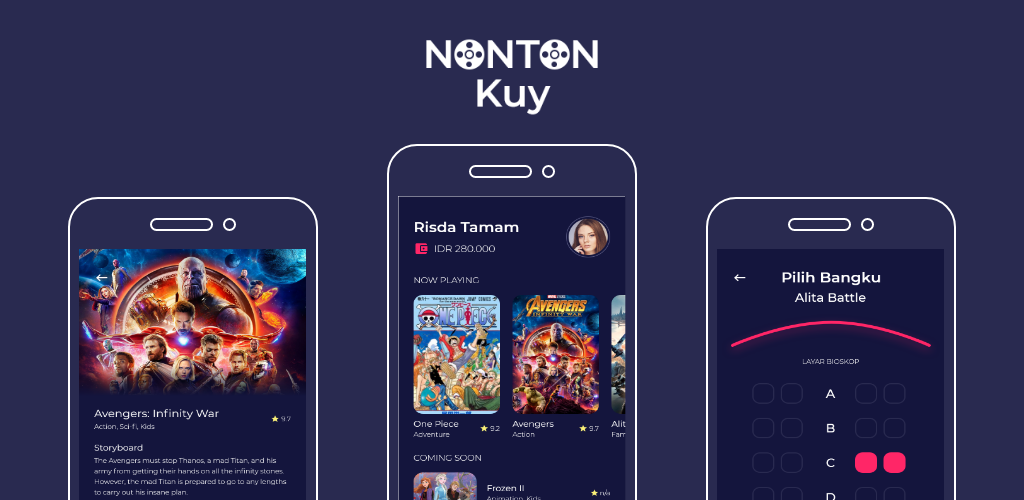 NONTON
Kuy
Avengers: Infinity War
Action, Sci-fi, Kids
9.7
Storyboard
The Avengers must stop Thanos, a mad Titan, and his
army from getting their hands on all the infinity stones.
However, the mad Titan is prepared to go to any lengths
to carry out his insane plan.
Risda Tamam
IDR 280.000
NOW PLAYING
ONE PIECE
AVENGERS
INFINITY WAR
One Piece
Adventure
9.2
Avengers
Action
9.7
Alit
Fam
COMING SOON
Frozen II
Animation, Kids
n/a
Pilih Bangku
Alita Battle
LAYAR BIOSKOP
A
B
C
D